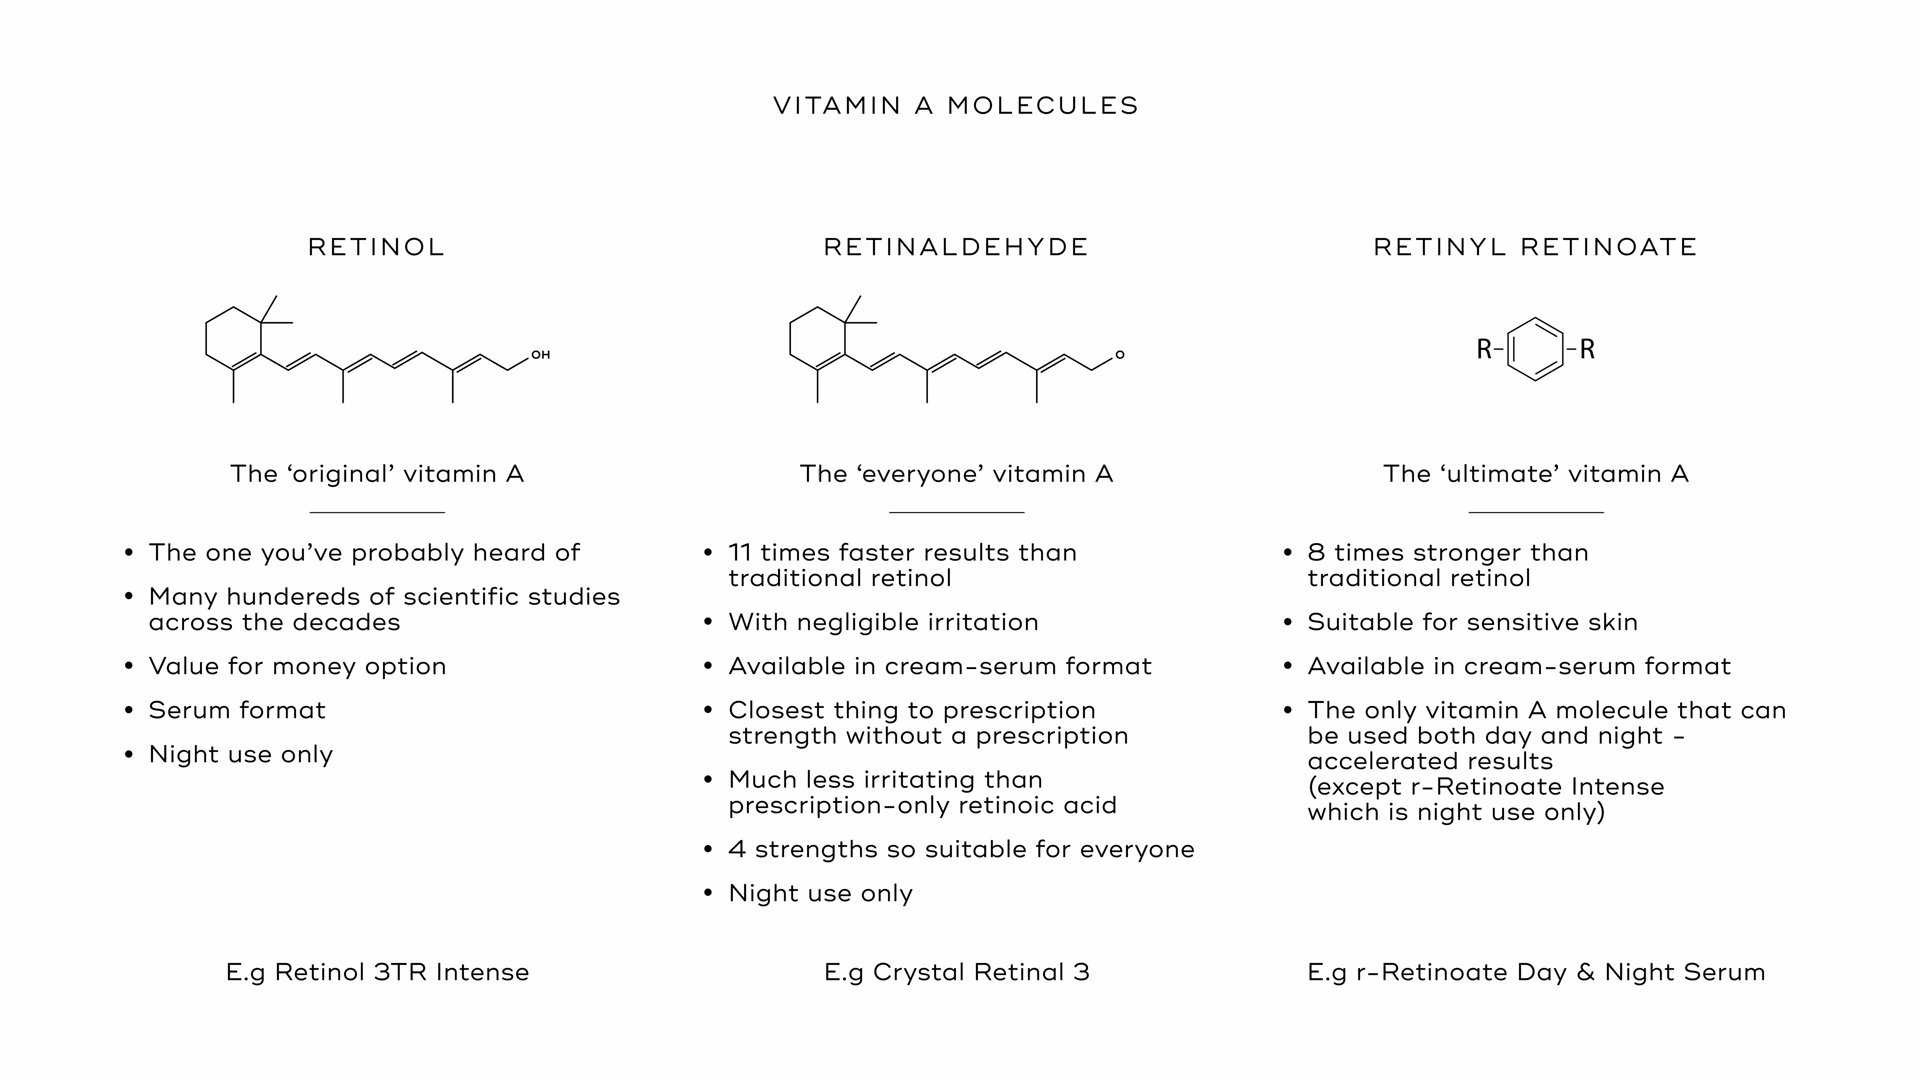 VITAMIN A MOLECULES
RETINOL
OH
The ‘original’ vitamin A
• The one you’ve probably heard of
• Many hundereds of scientific studies
across the decades
• Value for money option
• Serum format
• Night use only
E.g Retinol 3TR Intense
RETINALDEHYDE
O
The ‘everyone’ vitamin A
• 11 times faster results than
traditional retinol
• With negligible irritation
• Available in cream-serum format
• Closest thing to prescription
strength without a prescription
• Much less irritating than
prescription-only retinoic acid
• 4 strengths so suitable for everyone
• Night use only
E.g Crystal Retinal 3
RETINYL RETINOATE
R R
The ‘ultimate’ vitamin A
• 8 times stronger than
traditional retinol
• Suitable for sensitive skin
• Available in cream-serum format
• The only vitamin A molecule that can
be used both day and night -
accelerated results
(except r-Retinoate Intense
which is night use only)
E.g r-Retinoate Day & Night Serum